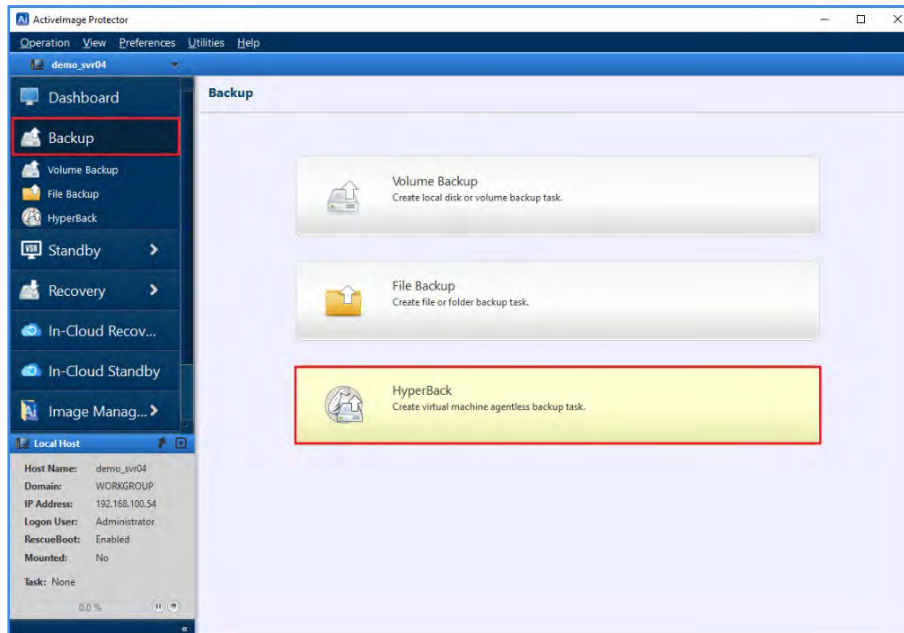 ActiveImage Protector
Operation View Preferences Utilities Help
demo_svr04
Dashboard
Backup
Volume Backup
File Backup
HyperBack
Standby
Recovery
In-Cloud Recov...
In-Cloud Standby
Image Manag...
Local Host
Host Name: demo_svr04
Domain: WORKGROUP
IP Address: 192.168.100.54
Logon User: Administrator
RescueBoot: Enabled
Mounted: No
Task: None
0.0 %
Backup
Volume Backup
Create local disk or volume backup task.
File Backup
Create file or folder backup task.
HyperBack
Create virtual machine agentless backup task.